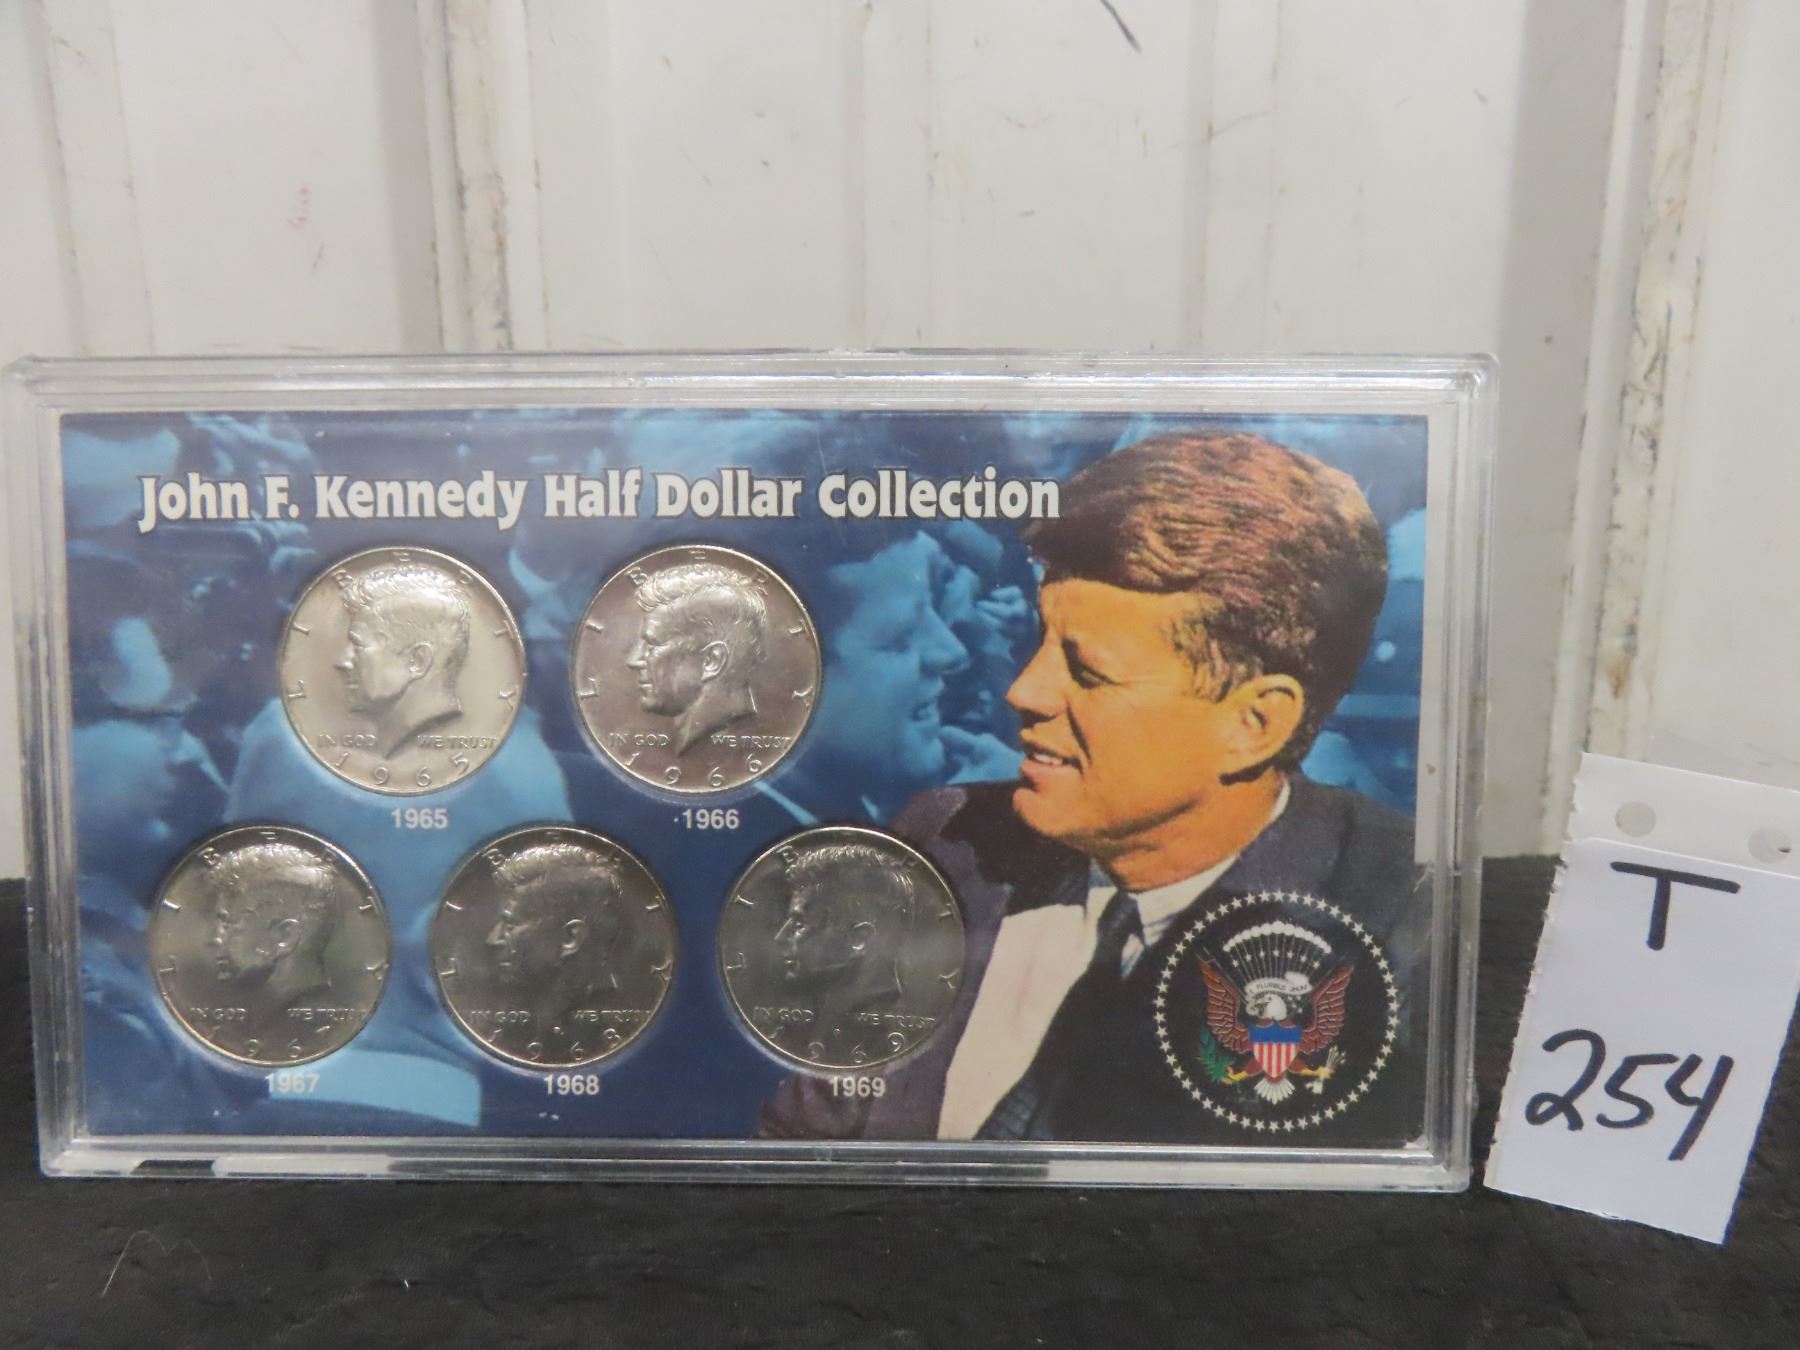 John F. Kennedy Half Dollar Collection
LIBERTY
IN GOD WE TRUST
1965
1965
LIBERTY
IN GOD WE TRUST
1966
1966
LIBERTY
IN GOD WE TRUST
1967
1967
LIBERTY
IN GOD WE TRUST
1968
1968
LIBERTY
IN GOD WE TRUST
1969
1969
E PLURIBUS UNUM
T
254